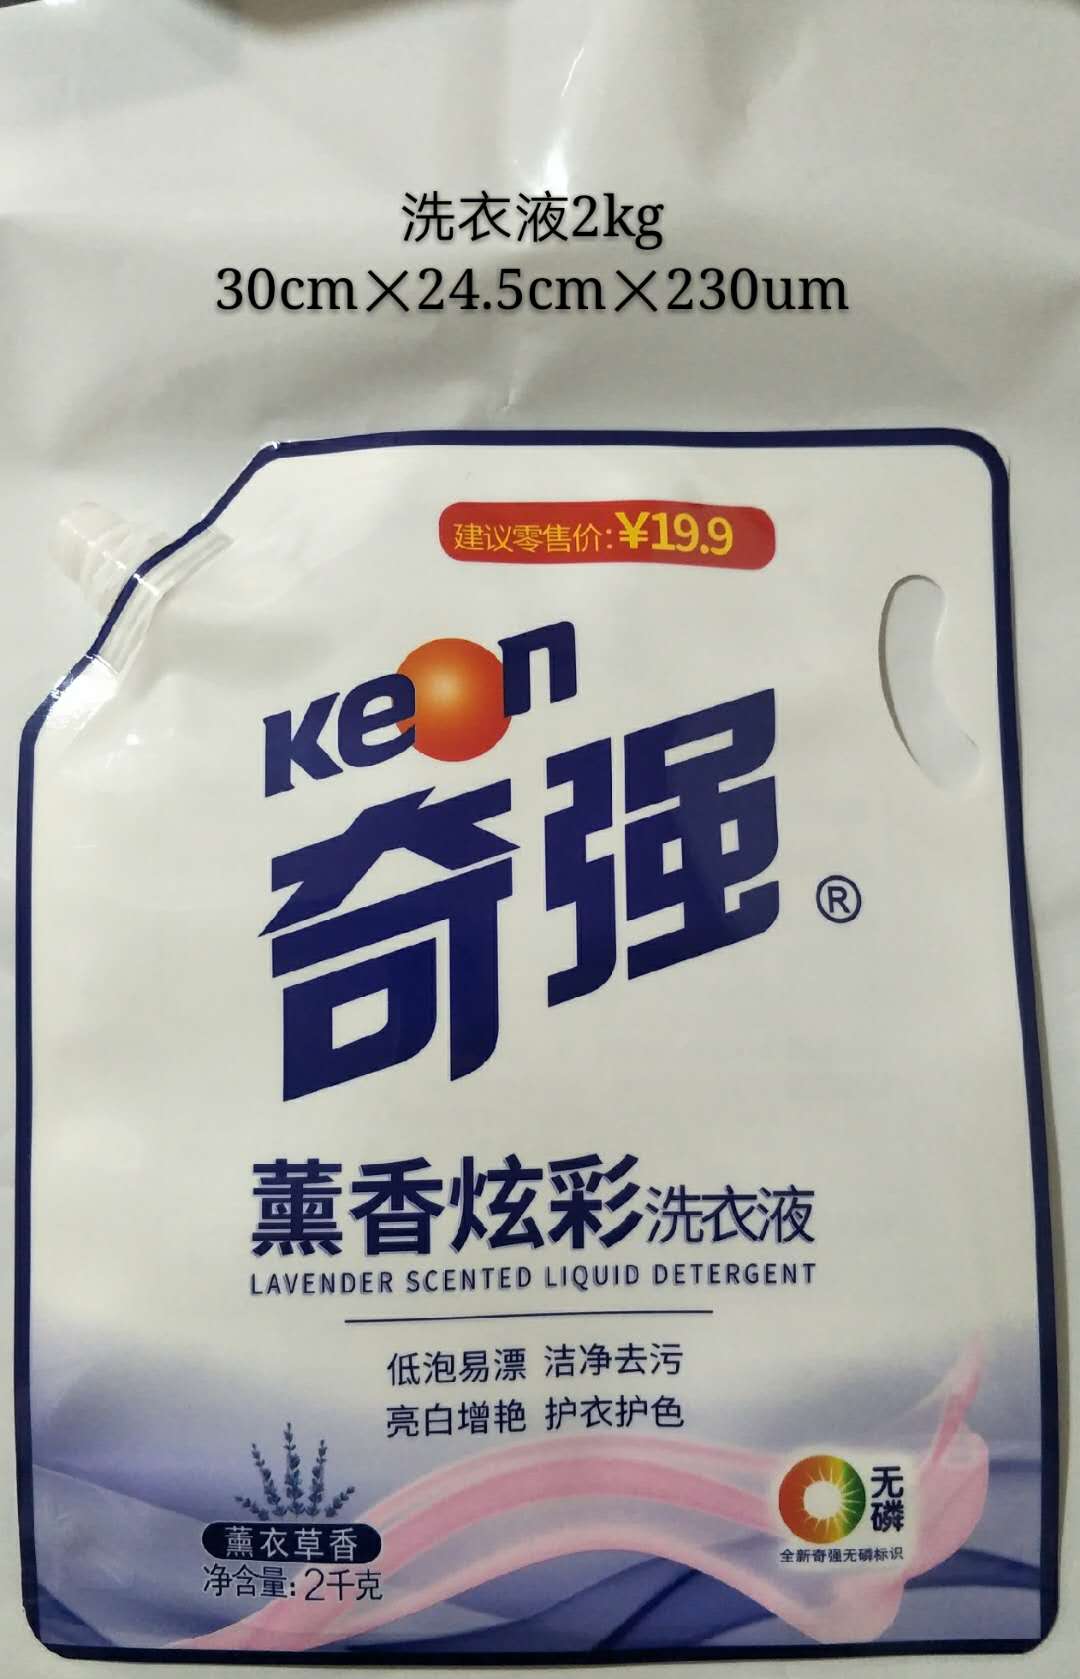 洗衣液2kg
30cm×24.5cm×230um
建议零售价:¥19.9
Keon
奇强®
薰香炫彩洗衣液
LAVENDER SCENTED LIQUID DETERGENT
低泡易漂 洁净去污
亮白增艳 护衣护色
薰衣草香
净含量:2千克
无磷
全新奇强无磷标识